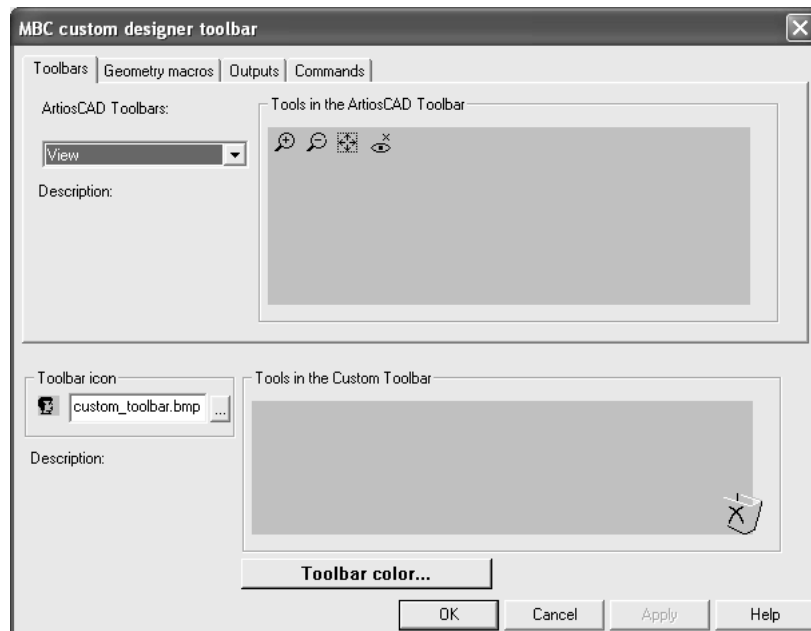 MBC custom designer toolbar
Toolbars Geometry macros Outputs Commands
ArtiosCAD Toolbars:
Tools in the ArtiosCAD Toolbar
View
Description:
Toolbar icon
Tools in the Custom Toolbar
custom_toolbar.bmp ...
Description:
Toolbar color...
OK Cancel Apply Help